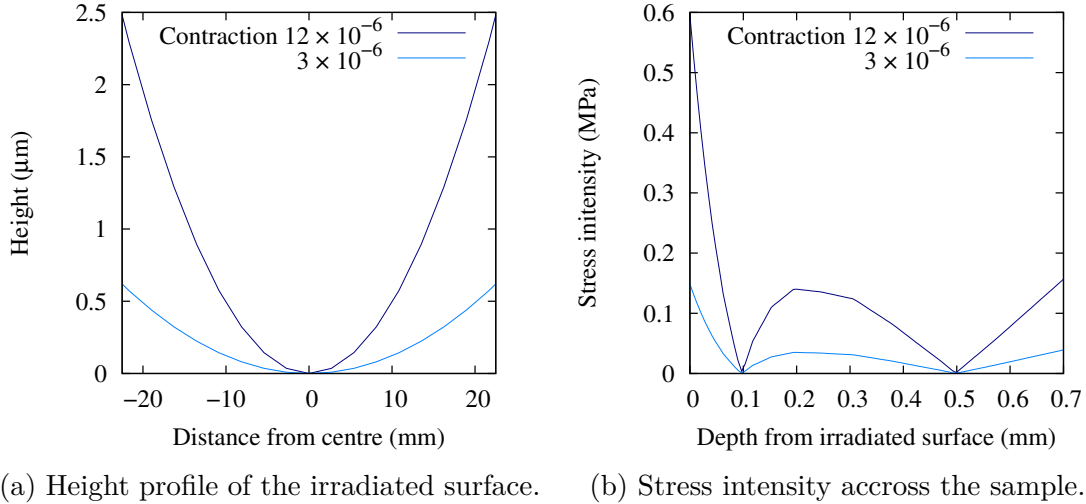 Contraction 12 × 10⁻⁶
3 × 10⁻⁶
2.5
2
1.5
1
0.5
0
Height (µm)
−20 −10 0 10 20
Distance from centre (mm)
(a) Height profile of the irradiated surface.
Contraction 12 × 10⁻⁶
3 × 10⁻⁶
0.6
0.5
0.4
0.3
0.2
0.1
0
Stress initensity (MPa)
0 0.1 0.2 0.3 0.4 0.5 0.6 0.7
Depth from irradiated surface (mm)
(b) Stress intensity accross the sample.